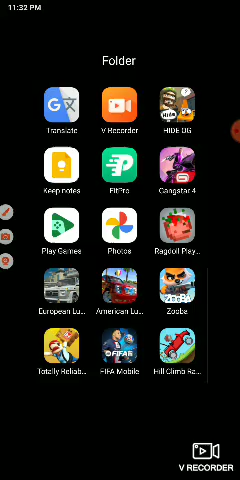 11:32 PM
Folder
Translate
V Recorder
HIDE OG
Keep notes
FitPro
Gangstar 4
Play Games
Photos
Ragdoll Play...
European Lu...
American Lu...
Zooba
Totally Reliab...
FIFA Mobile
Hill Climb Ra...
V RECORDER